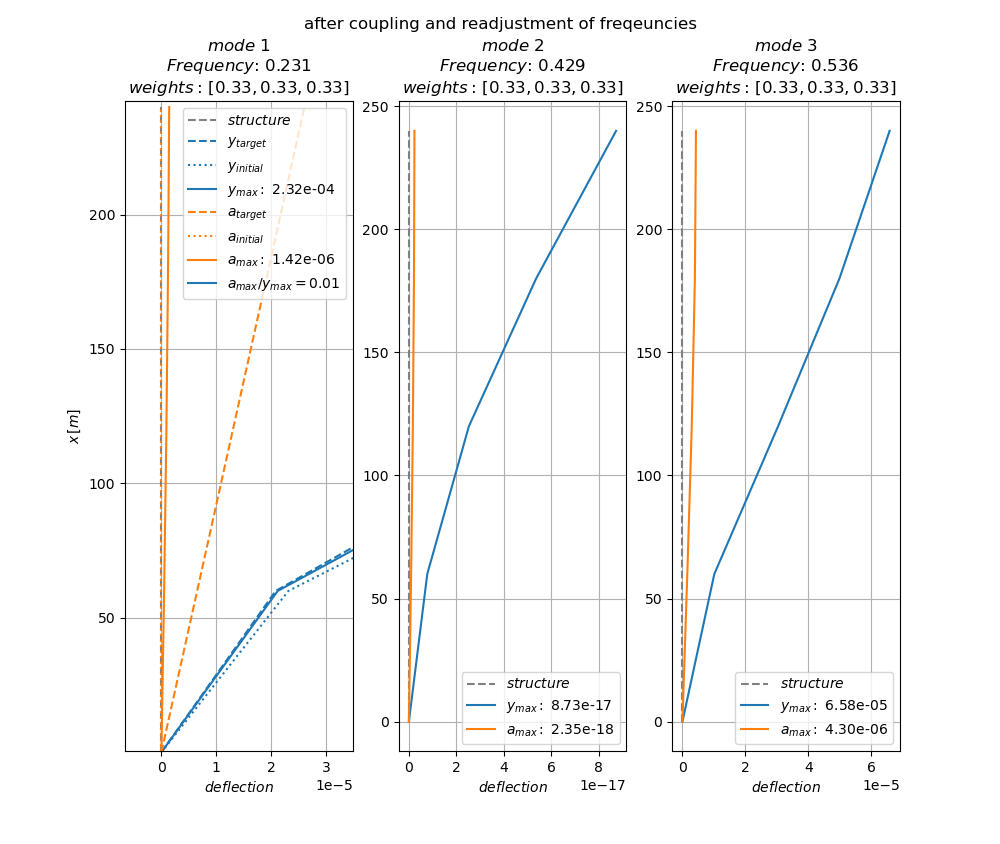 after coupling and readjustment of freqeuncies
mode 1
Frequency: 0.231
weights: [0.33, 0.33, 0.33]
structure
y_target
y_initial
y_max: 2.32e-04
a_target
a_initial
a_max: 1.42e-06
a_max/y_max = 0.01
200
150
100
50
x [m]
0 1 2 3
1e−5
deflection
mode 2
Frequency: 0.429
weights: [0.33, 0.33, 0.33]
250
200
150
100
50
0
structure
y_max: 8.73e-17
a_max: 2.35e-18
0 2 4 6 8
1e−17
deflection
mode 3
Frequency: 0.536
weights: [0.33, 0.33, 0.33]
250
200
150
100
50
0
structure
y_max: 6.58e-05
a_max: 4.30e-06
0 2 4 6
1e−5
deflection